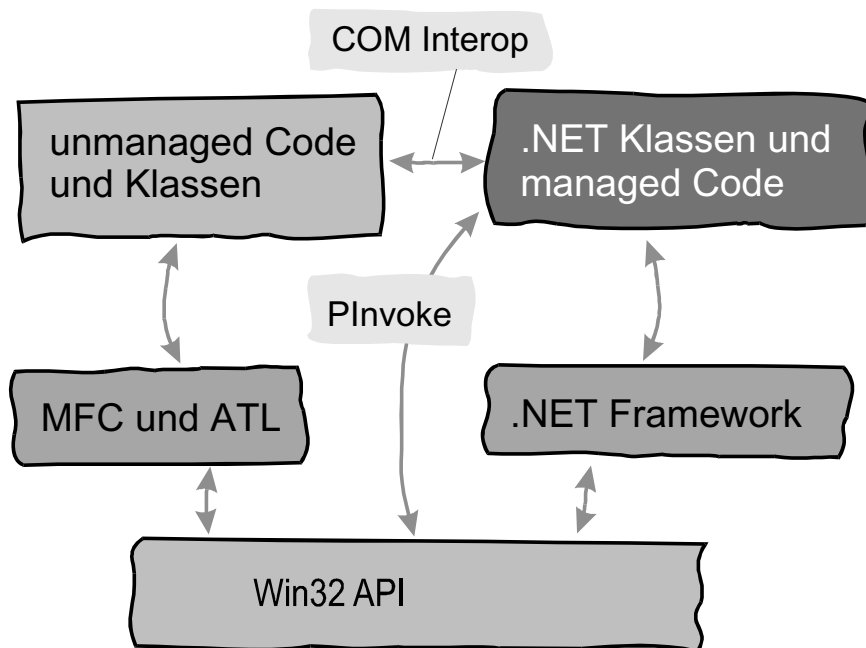 COM Interop
unmanaged Code
und Klassen
.NET Klassen und
managed Code
PInvoke
MFC und ATL
.NET Framework
Win32 API